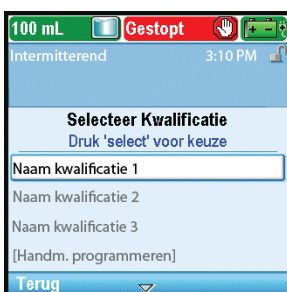 100 mL Gestopt
Intermitterend 3:10 PM
Selecteer Kwalificatie
Druk 'select' voor keuze
Naam kwalificatie 1
Naam kwalificatie 2
Naam kwalificatie 3
[Handm. programmeren]
Terug